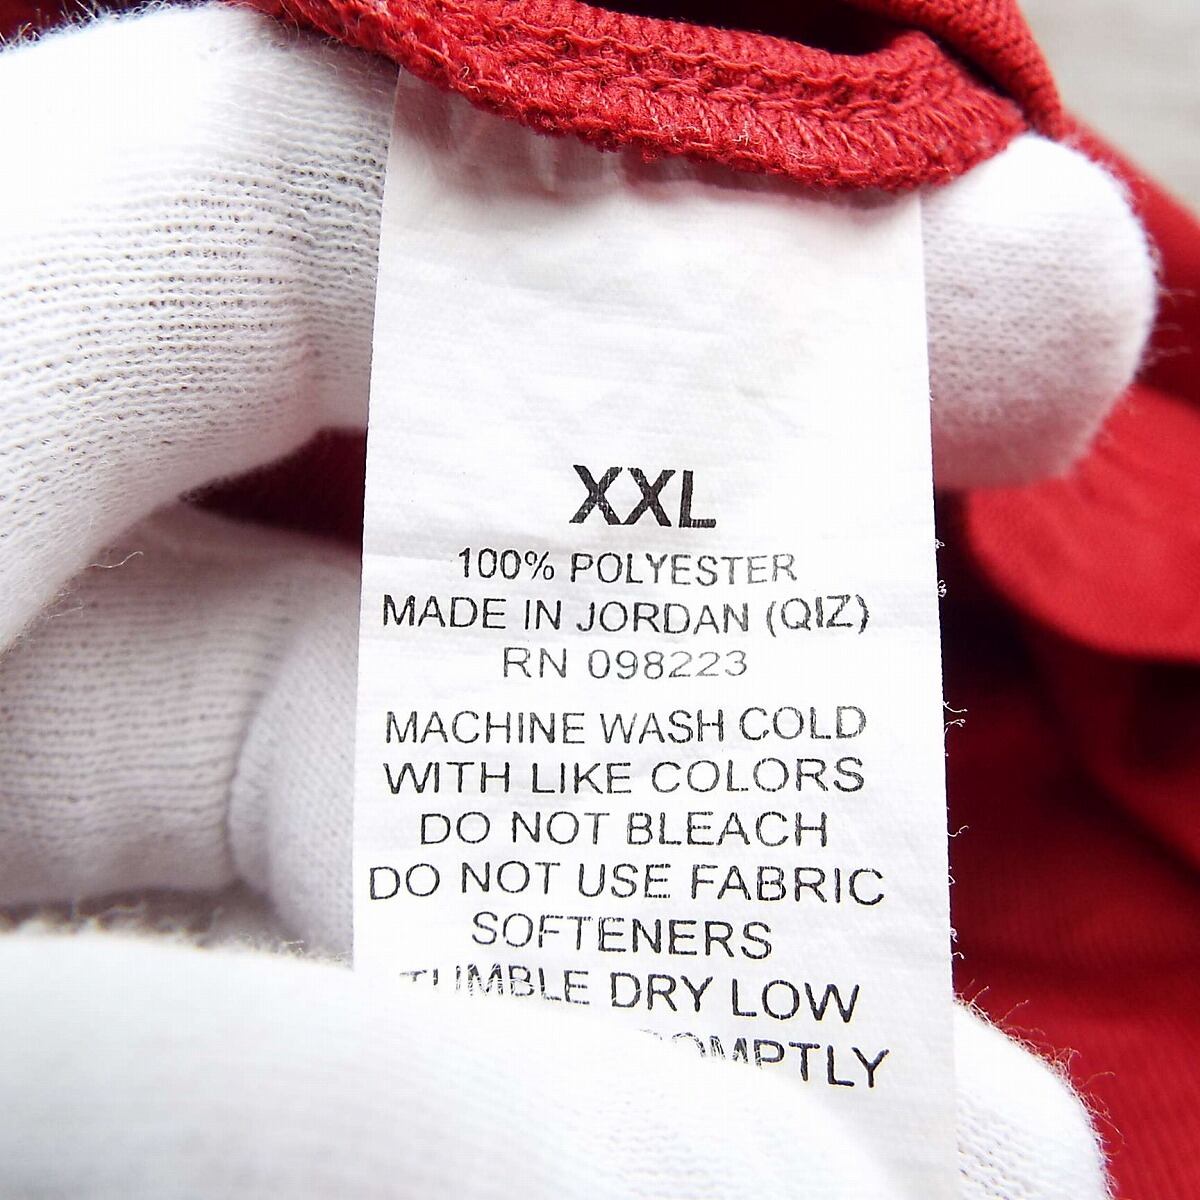 XXL
100% POLYESTER
MADE IN JORDAN (QIZ)
RN 098223
MACHINE WASH COLD
WITH LIKE COLORS
DO NOT BLEACH
DO NOT USE FABRIC
SOFTENERS
TUMBLE DRY LOW
PROMPTLY